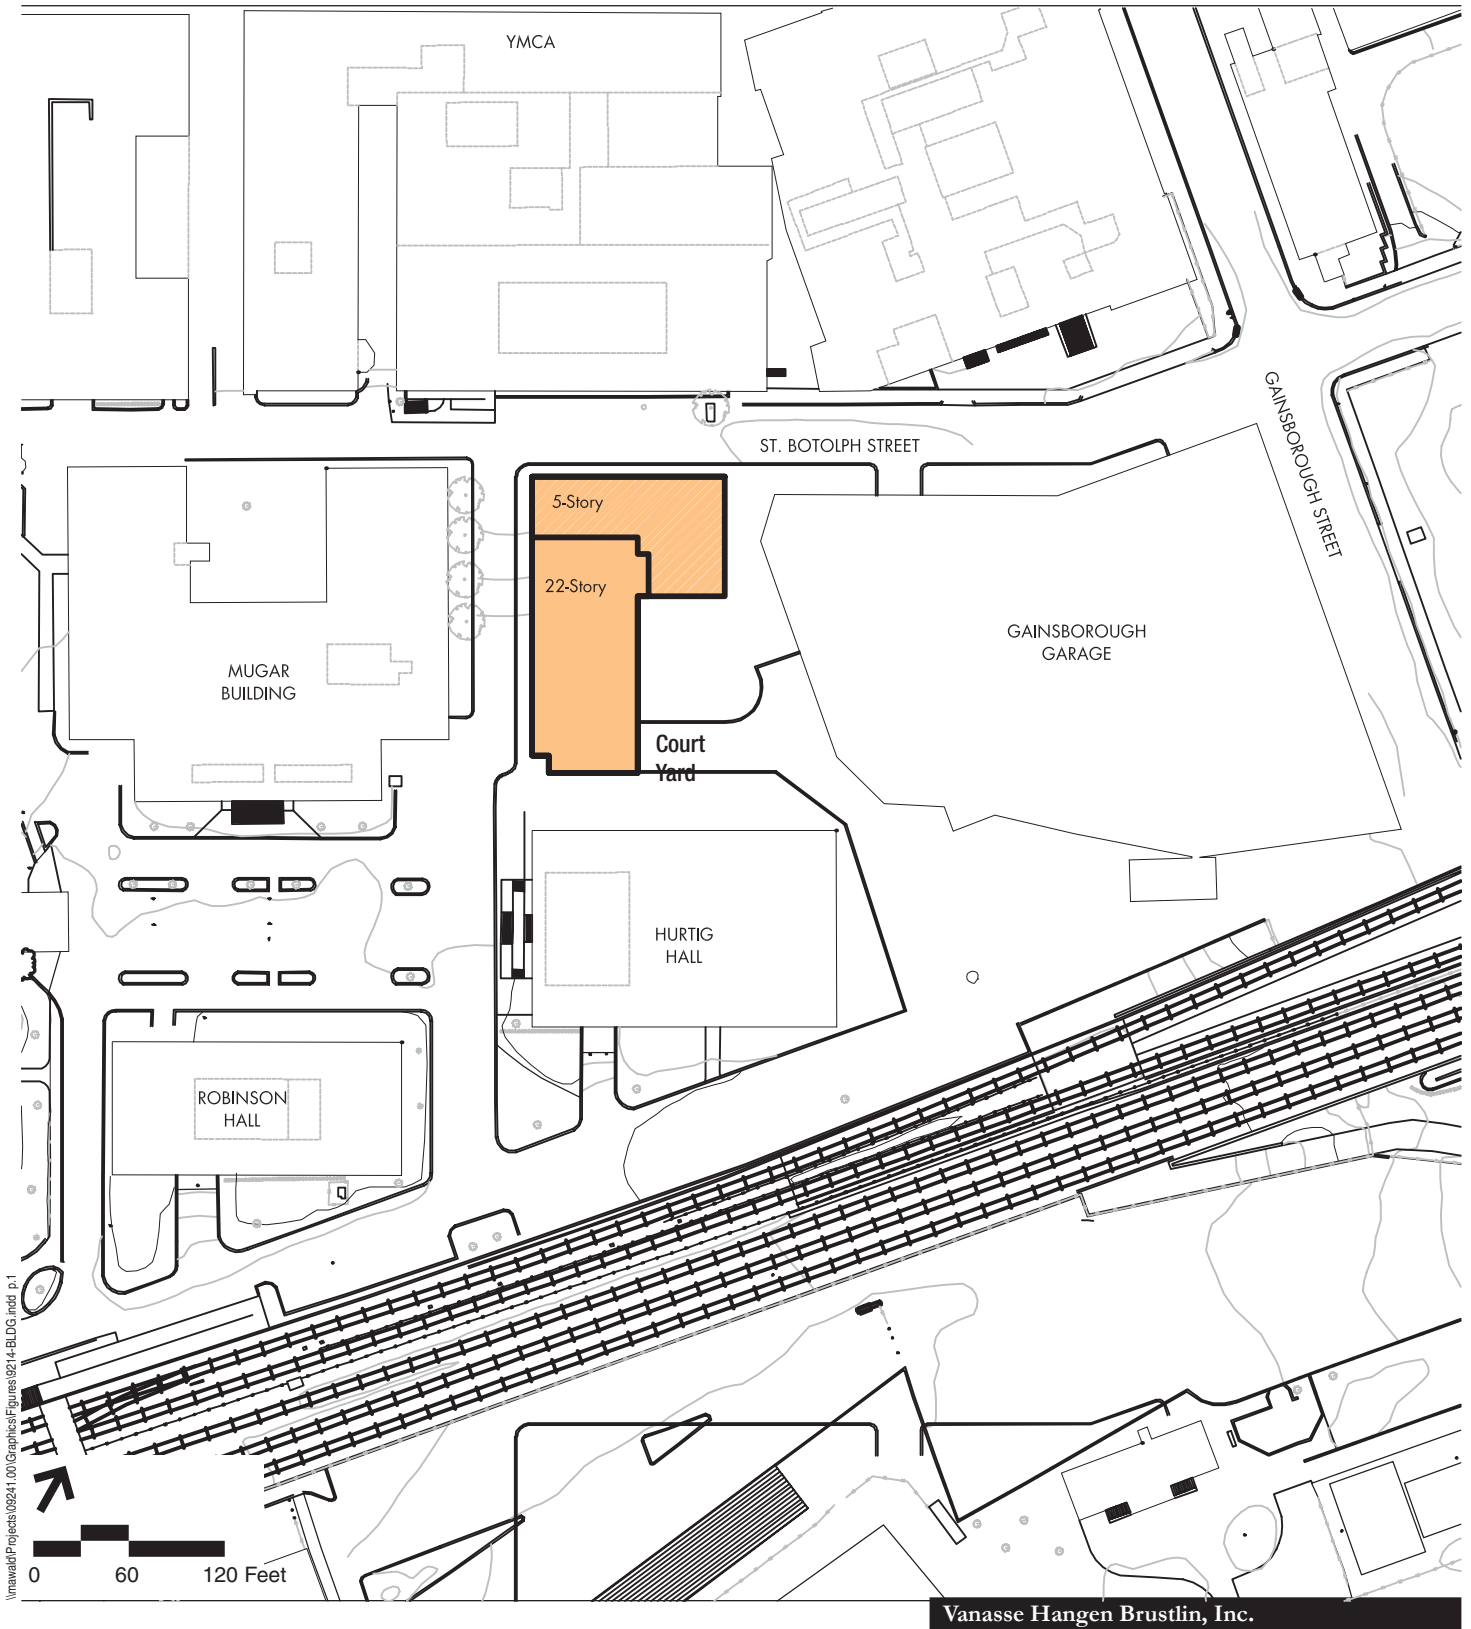 YMCA
ST. BOTOLPH STREET
GAINSBOROUGH STREET
5-Story
22-Story
GAINSBOROUGH
GARAGE
MUGAR
BUILDING
Court
Yard
HURTIG
HALL
ROBINSON
HALL
\\mawald\Projects\09241.00\Graphics\Figures\9214-BLDG.indd p.1
0 60 120 Feet
Vanasse Hangen Brustlin, Inc.